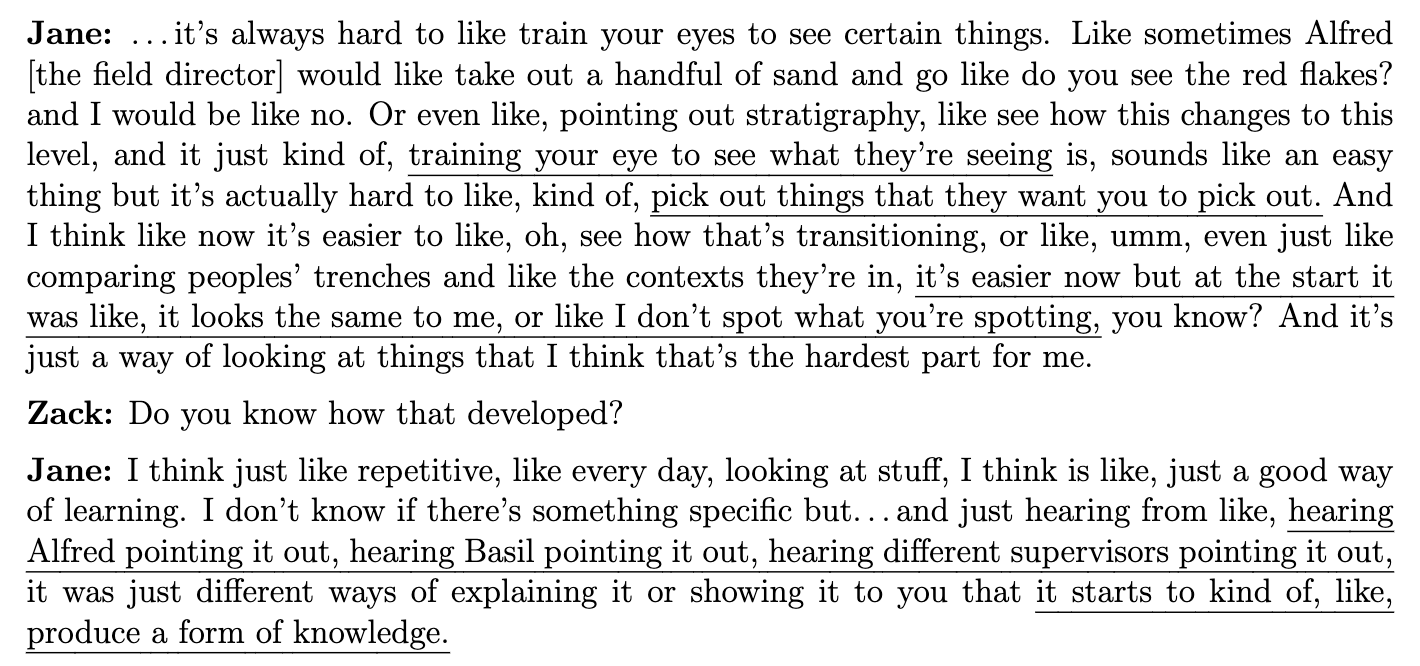 Jane: ...it's always hard to like train your eyes to see certain things. Like sometimes Alfred
[the field director] would like take out a handful of sand and go like do you see the red flakes?
and I would be like no. Or even like, pointing out stratigraphy, like see how this changes to this
level, and it just kind of, training your eye to see what they're seeing is, sounds like an easy
thing but it's actually hard to like, kind of, pick out things that they want you to pick out. And
I think like now it's easier to like, oh, see how that's transitioning, or like, umm, even just like
comparing peoples' trenches and like the contexts they're in, it's easier now but at the start it
was like, it looks the same to me, or like I don't spot what you're spotting, you know? And it's
just a way of looking at things that I think that's the hardest part for me.
Zack: Do you know how that developed?
Jane: I think just like repetitive, like every day, looking at stuff, I think is like, just a good way
of learning. I don't know if there's something specific but...and just hearing from like, hearing
Alfred pointing it out, hearing Basil pointing it out, hearing different supervisors pointing it out,
it was just different ways of explaining it or showing it to you that it starts to kind of, like,
produce a form of knowledge.